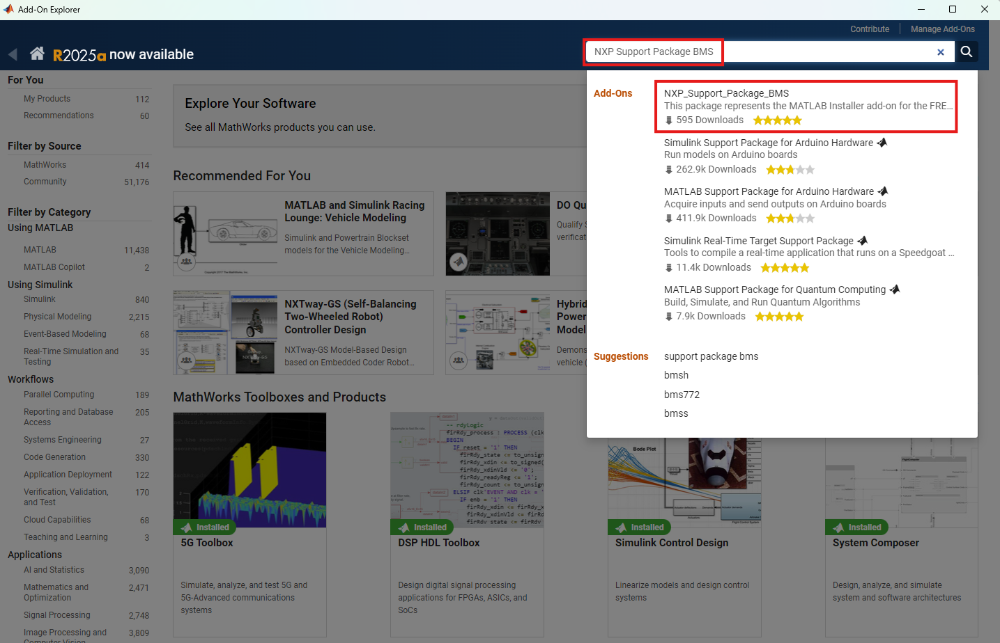 Add-On Explorer
Contribute
Manage Add-Ons
R2025a now available
NXP Support Package BMS
For You
My Products 112
Recommendations 60
Filter by Source
MathWorks 414
Community 51,176
Filter by Category
Using MATLAB
MATLAB 11,438
MATLAB Copilot 2
Using Simulink
Simulink 840
Physical Modeling 2,215
Event-Based Modeling 68
Real-Time Simulation and 35
Testing
Workflows
Parallel Computing 189
Reporting and Database 205
Access
Systems Engineering 27
Code Generation 330
Application Deployment 122
Verification, Validation, 170
and Test
Cloud Capabilities 68
Teaching and Learning 3
Applications
AI and Statistics 3,090
Mathematics and 2,471
Optimization
Signal Processing 2,748
Image Processing and 3,809
Computer Vision
Explore Your Software
See all MathWorks products you can use.
Recommended For You
MATLAB and Simulink Racing
Lounge: Vehicle Modeling
Simulink and Powertrain Blockset
models for the Vehicle Modeling...
DO Qu
Qualify S
verificat
NXTway-GS (Self-Balancing
Two-Wheeled Robot)
Controller Design
NXTway-GS Model-Based Design
based on Embedded Coder Robot...
Hybrid
Power
Model
Demons
vehicle (
Add-Ons
NXP_Support_Package_BMS
This package represents the MATLAB Installer add-on for the FRE...
595 Downloads
Simulink Support Package for Arduino Hardware
Run models on Arduino boards
262.9k Downloads
MATLAB Support Package for Arduino Hardware
Acquire inputs and send outputs on Arduino boards
411.9k Downloads
Simulink Real-Time Target Support Package
Tools to compile a real-time application that runs on a Speedgoat ...
11.4k Downloads
MATLAB Support Package for Quantum Computing
Build, Simulate, and Run Quantum Algorithms
7.9k Downloads
Suggestions
support package bms
bmsh
bms772
bmss
MathWorks Toolboxes and Products
Installed
5G Toolbox
Simulate, analyze, and test 5G and
5G-Advanced communications
systems
-- rdyLogic
firRdy_process : PROCESS (clk
BEGIN
IF reset = '1' THEN
firRdy_state <= to_unsign
firRdy_xdin <= to_signed(
firRdy_xdinVld <= '0';
firRdy_readyReg <= '1';
firRdy_count <= to_unsign
ELSIF clk'EVENT AND clk =
IF enb = '1' THEN
firRdy_xdin <= firRdy_x
firRdy_xdinVld <= firRd
firRdy state <= firRdy
Installed
DSP HDL Toolbox
Design digital signal processing
applications for FPGAs, ASICs, and
SoCs
Bode Plot
Installed
Simulink Control Design
Linearize models and design control
systems
Installed
System Composer
Design, analyze, and simulate
system and software architectures